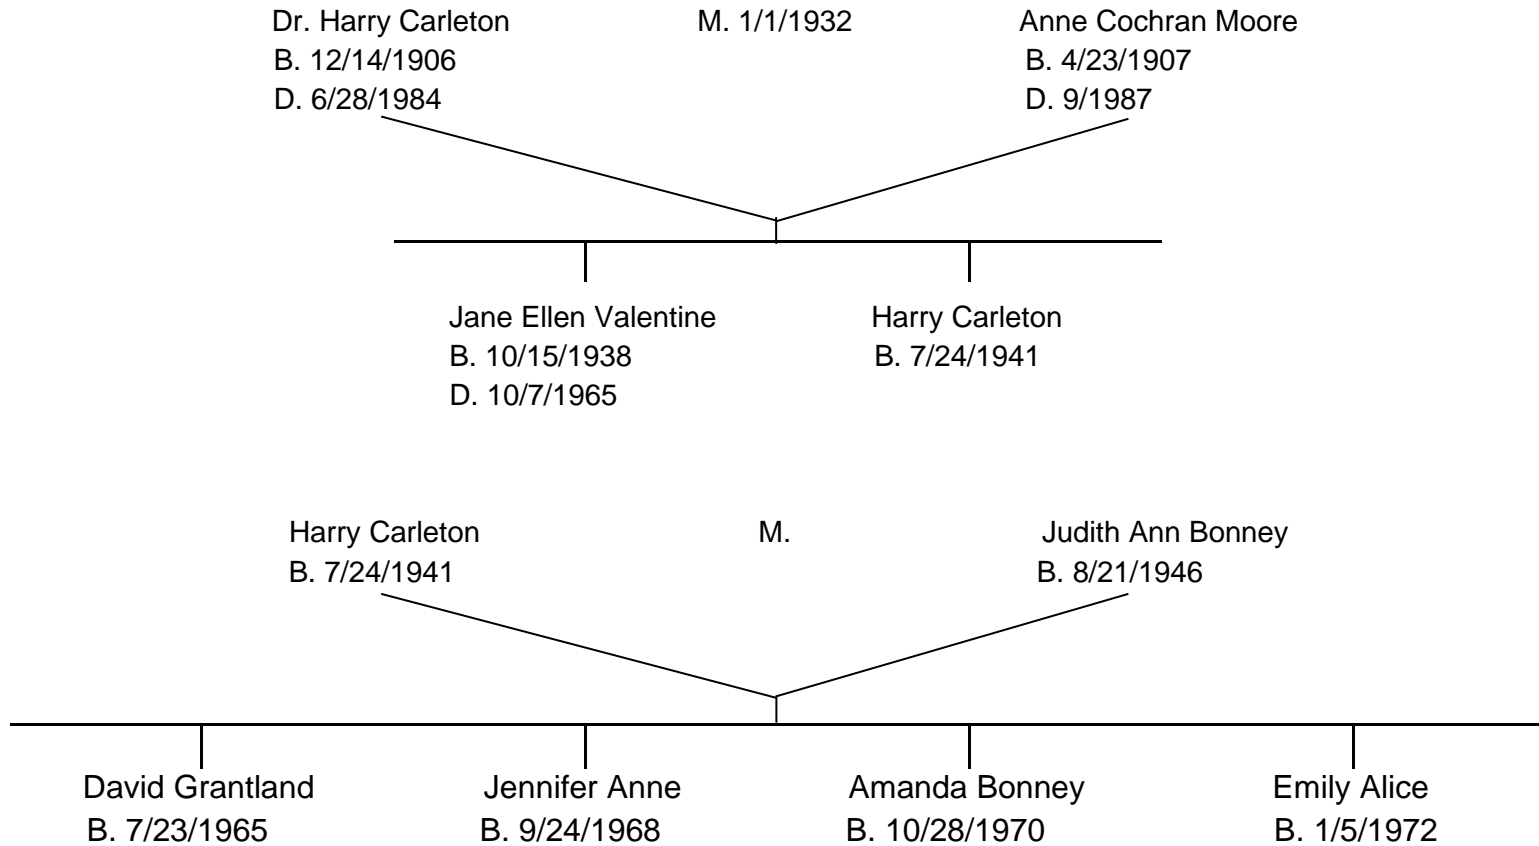 Dr. Harry Carleton M. 1/1/1932 Anne Cochran Moore
B. 12/14/1906 B. 4/23/1907
D. 6/28/1984 D. 9/1987
Jane Ellen Valentine Harry Carleton
B. 10/15/1938 B. 7/24/1941
D. 10/7/1965
Harry Carleton M. Judith Ann Bonney
B. 7/24/1941 B. 8/21/1946
David Grantland Jennifer Anne Amanda Bonney Emily Alice
B. 7/23/1965 B. 9/24/1968 B. 10/28/1970 B. 1/5/1972